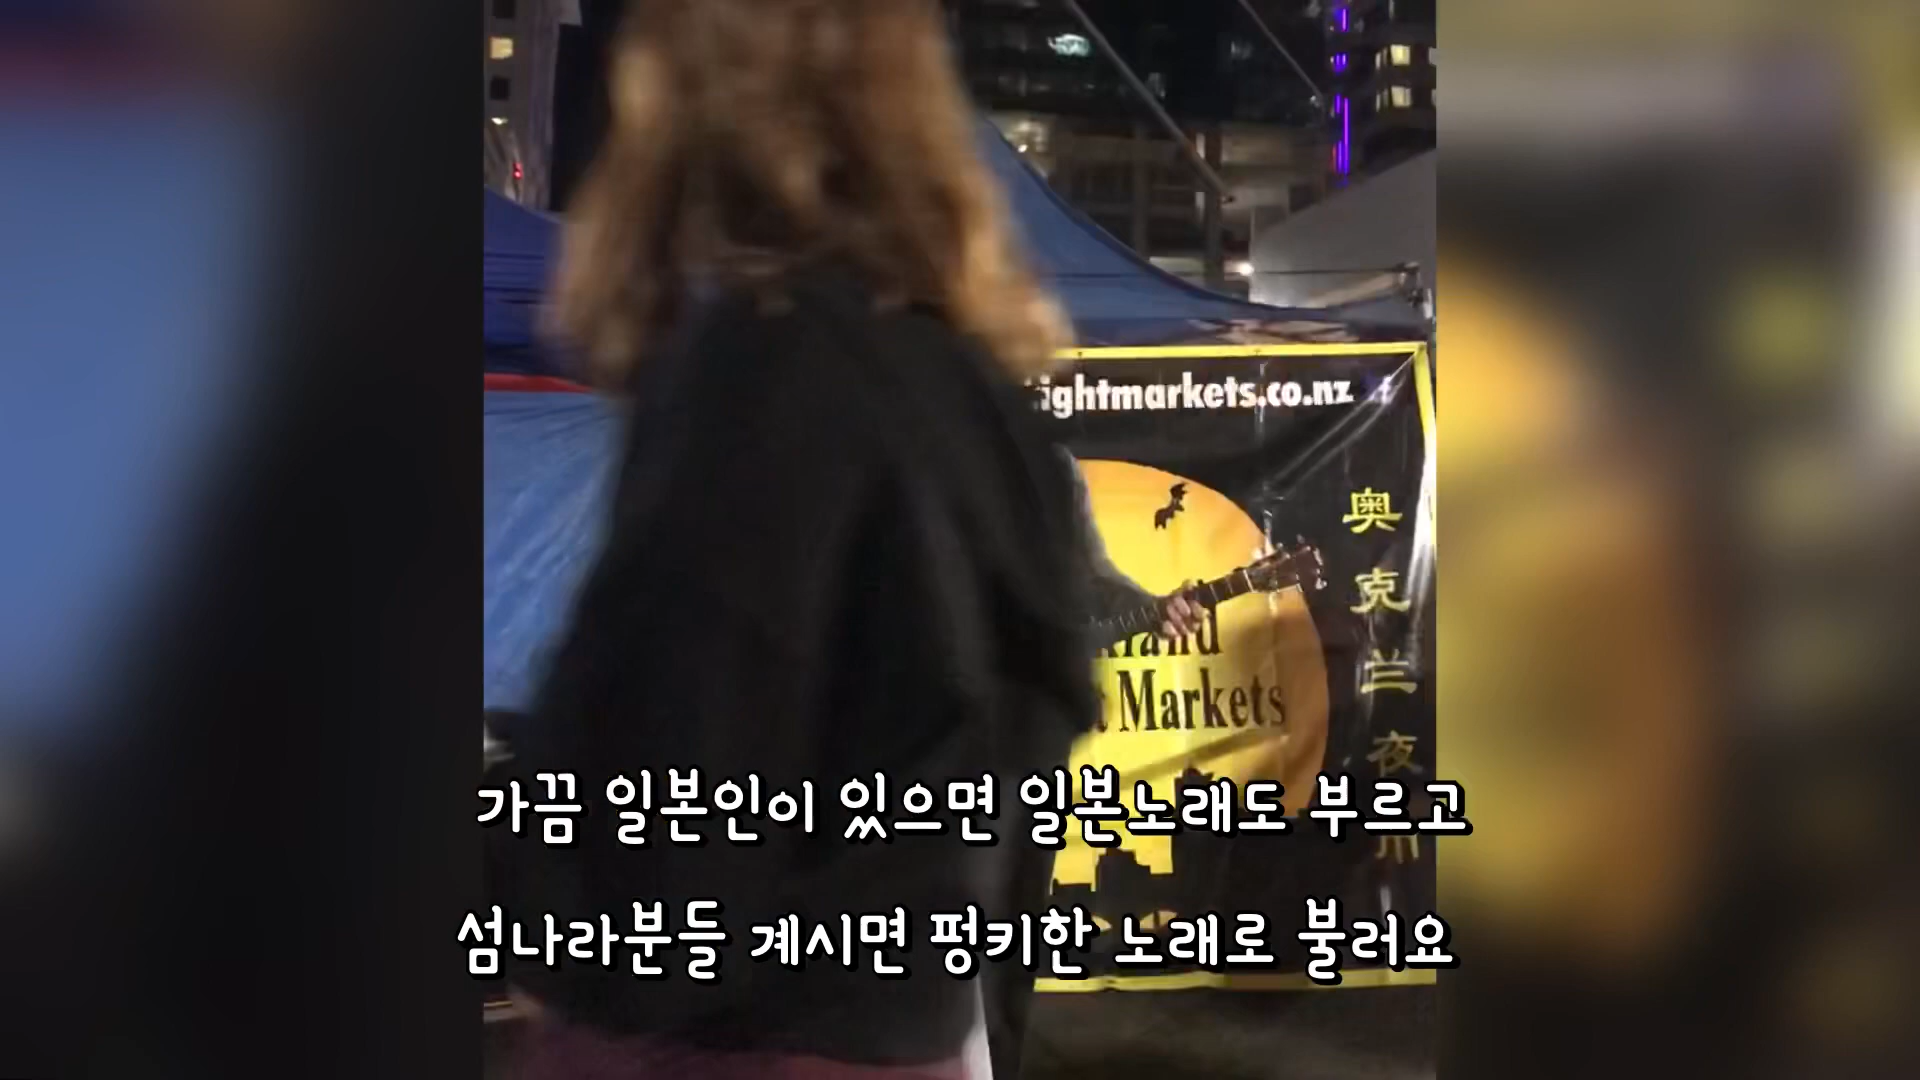 ightmarkets.co.nz
Markets
奥克兰夜
가끔 일본인이 있으면 일본노래도 부르고
섬나라분들 계시면 펑키한 노래로 불러요